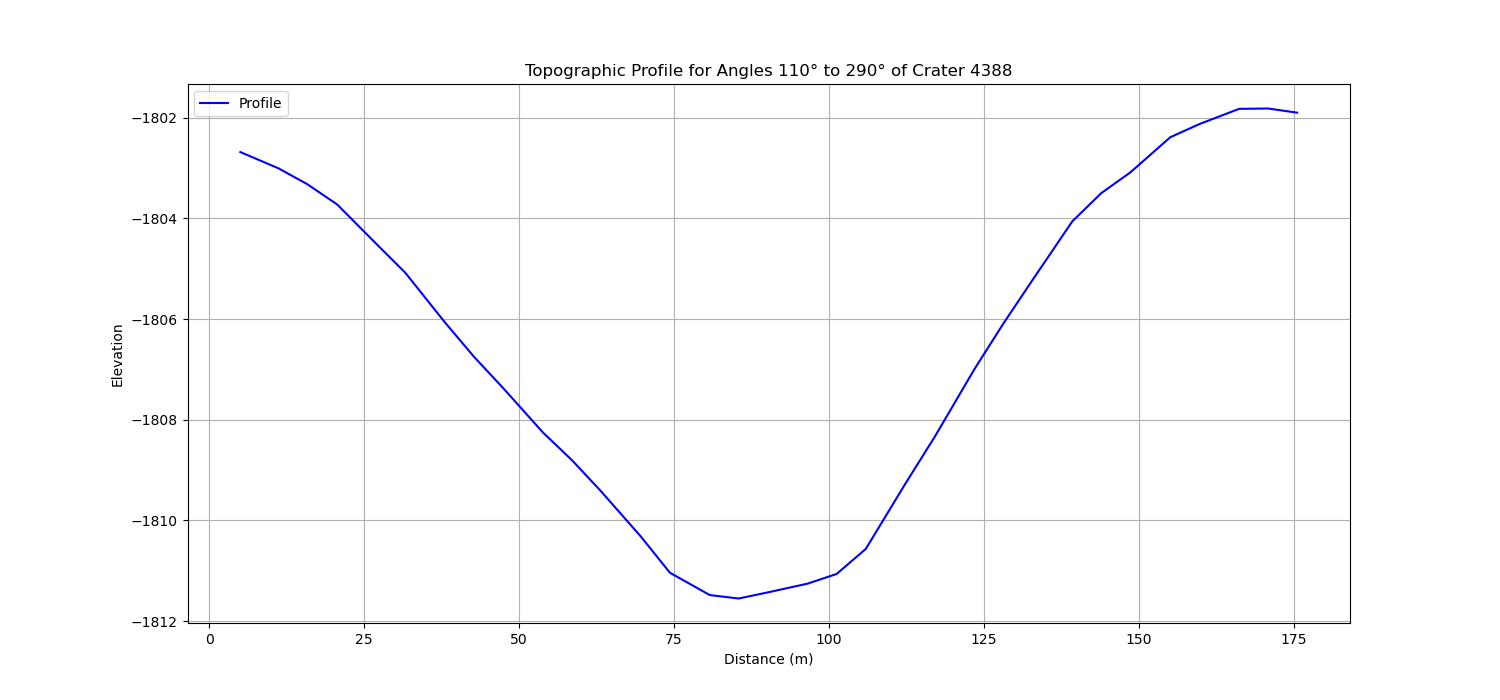 Topographic Profile for Angles 110° to 290° of Crater 4388
Profile
−1802
−1804
−1806
−1808
−1810
−1812
Elevation
0 25 50 75 100 125 150 175
Distance (m)